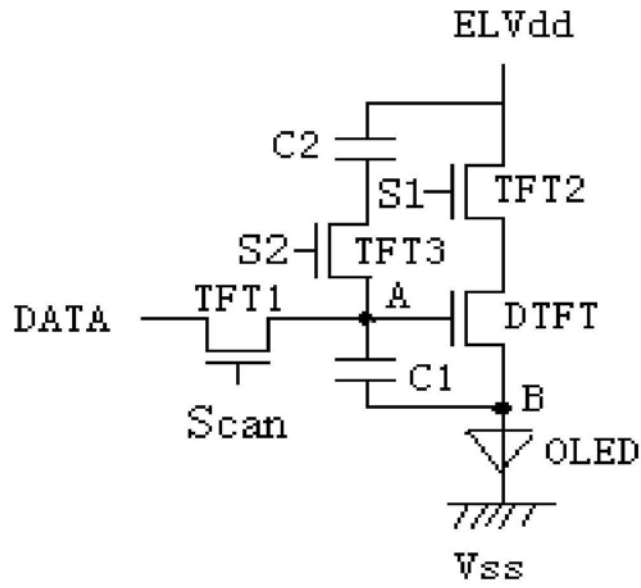 ELVdd
C2
S1 TFT2
S2 TFT3
TFT1 A
DATA DTFT
C1 B
Scan OLED
Vss